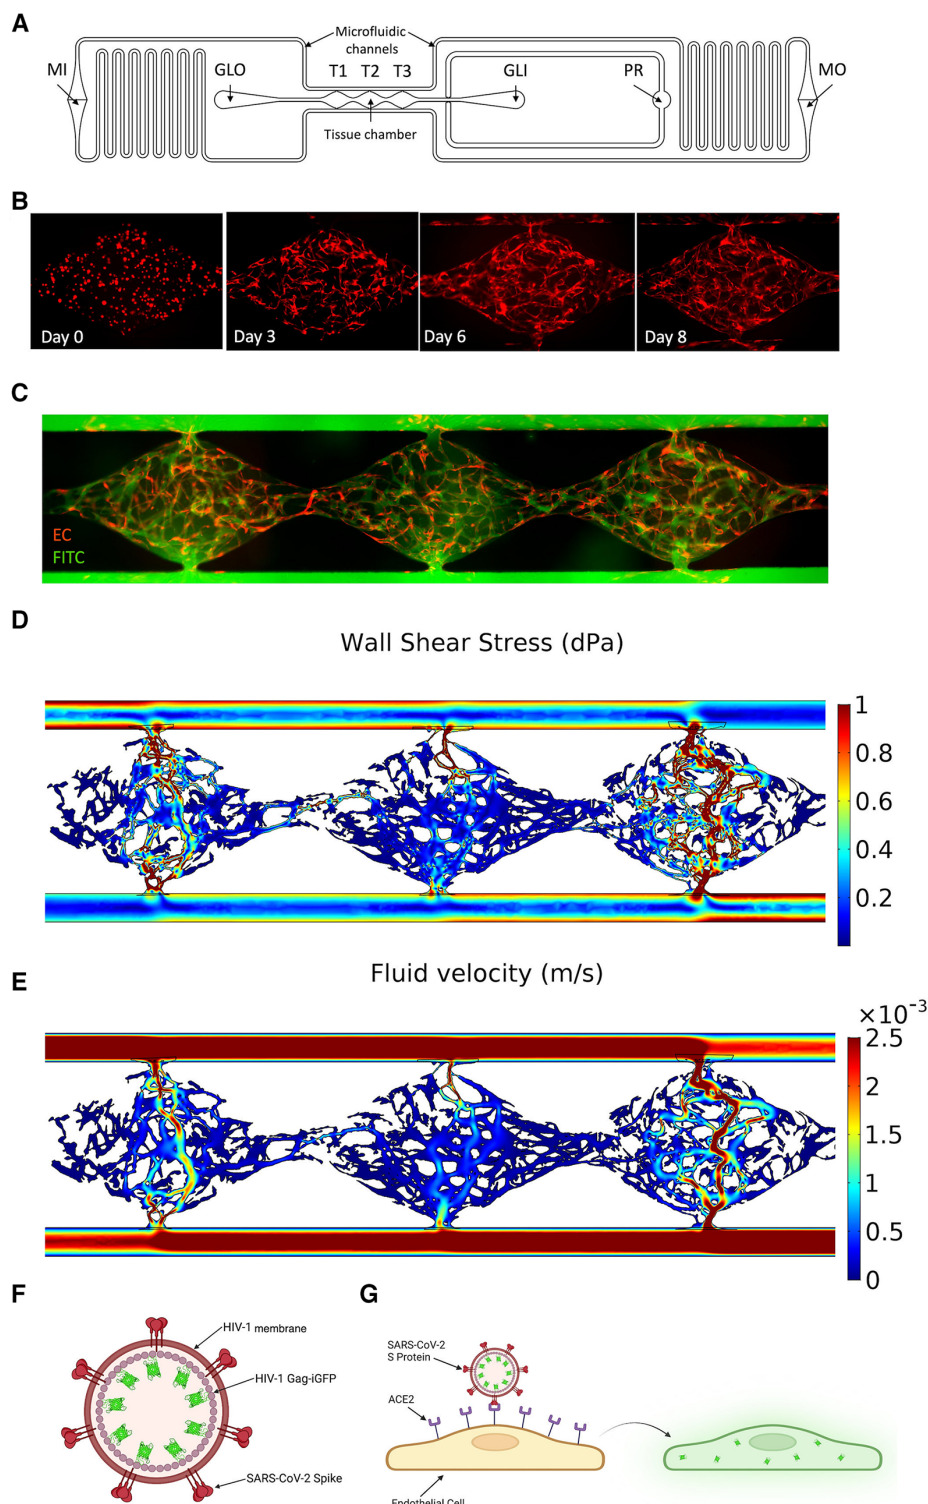 A
Microfluidic
channels
MI
GLO
T1 T2 T3
GLI
PR
MO
Tissue chamber
B
Day 0
Day 3
Day 6
Day 8
C
EC
FITC
D
Wall Shear Stress (dPa)
1
0.8
0.6
0.4
0.2
E
Fluid velocity (m/s)
×10⁻³
2.5
2
1.5
1
0.5
0
F
HIV-1 membrane
HIV-1 Gag-iGFP
SARS-CoV-2 Spike
G
SARS-CoV-2
S Protein
ACE2
Endothelial Cell